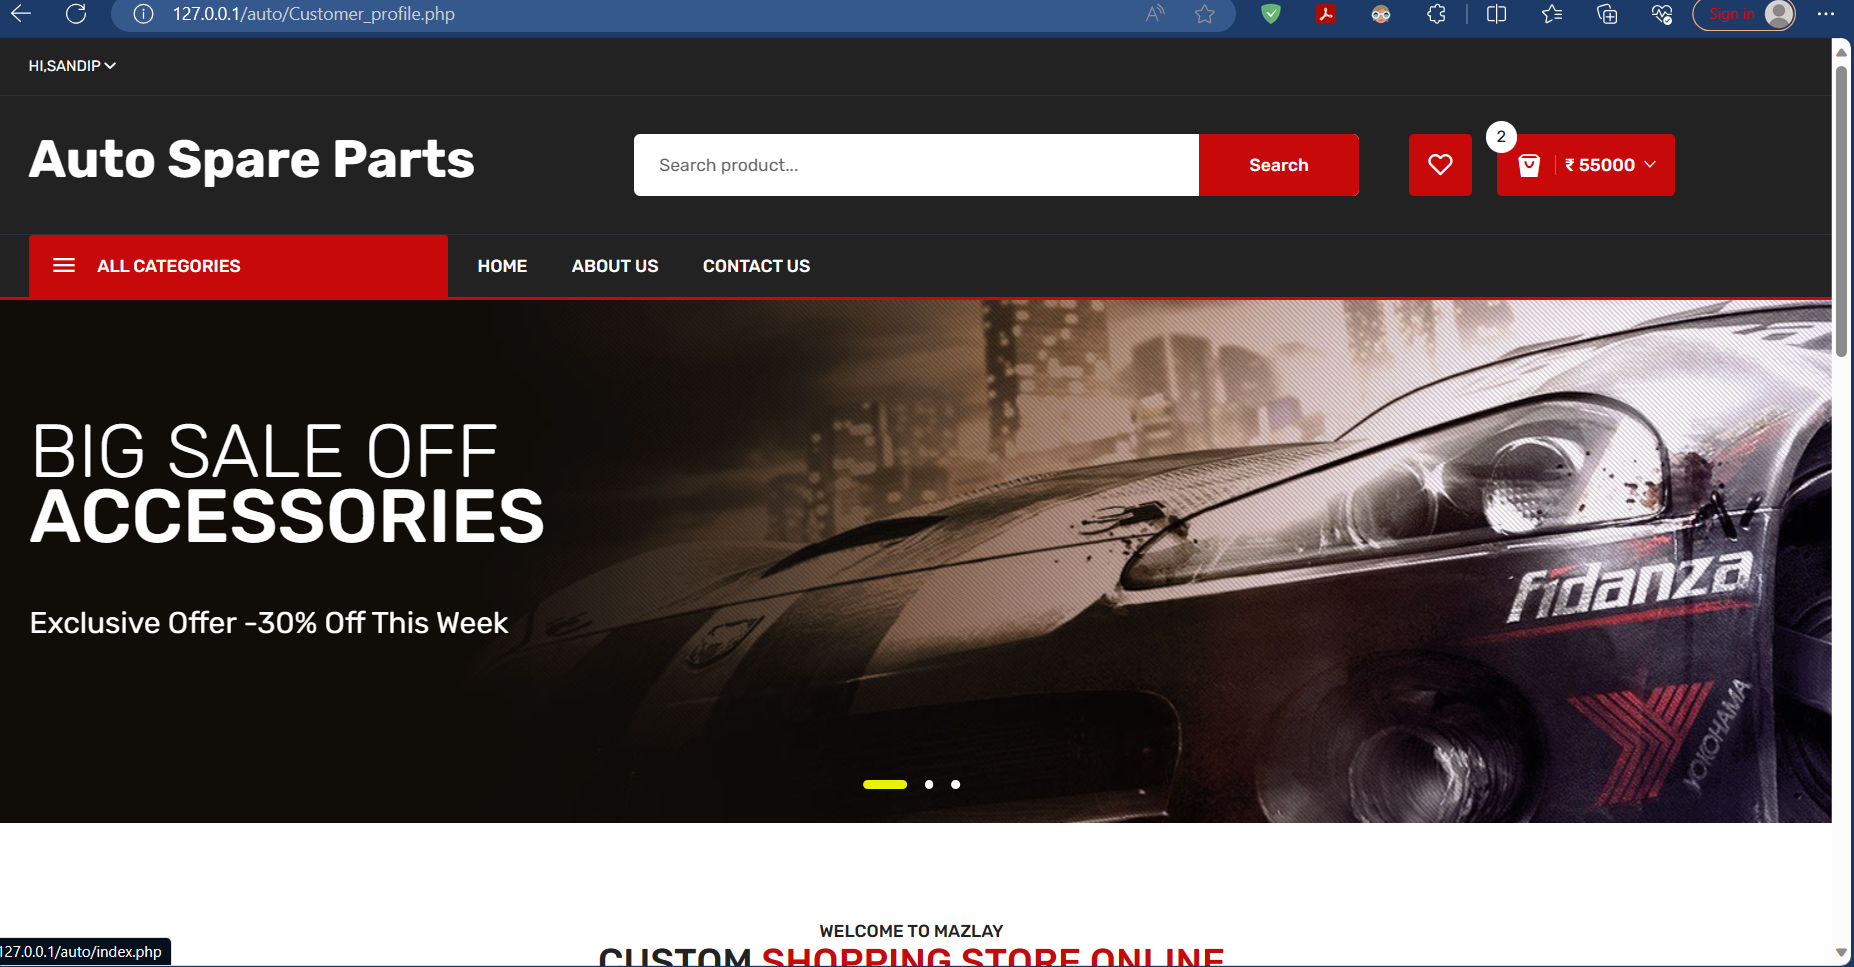 127.0.0.1/auto/Customer_profile.php
Sign in
HI,SANDIP
Auto Spare Parts
Search product...
Search
2
₹ 55000
ALL CATEGORIES
HOME
ABOUT US
CONTACT US
BIG SALE OFF
ACCESSORIES
Exclusive Offer -30% Off This Week
fidanza
YOKOHAMA
WELCOME TO MAZLAY
CUSTOM SHOPPING STORE ONLINE
127.0.0.1/auto/index.php